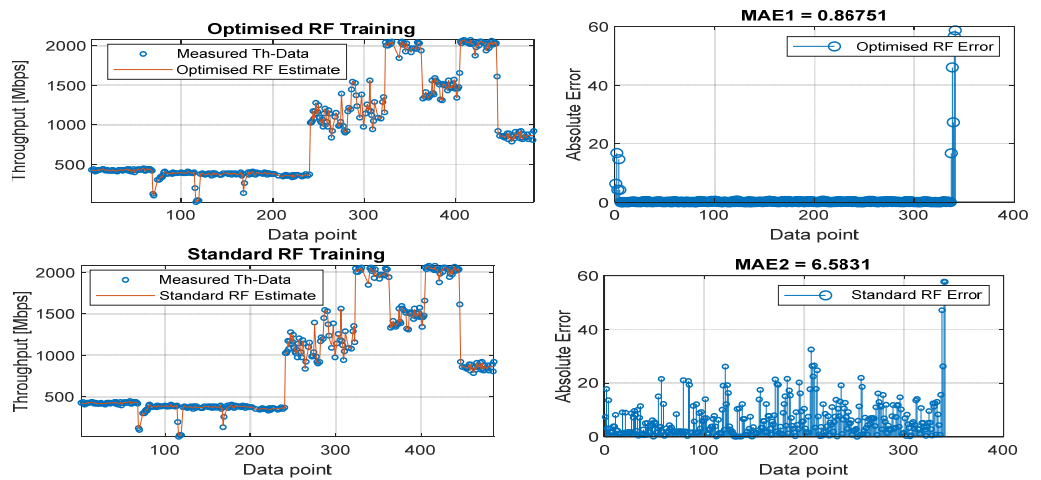 Optimised RF Training
2000
1500
1000
500
Throughput [Mbps]
Measured Th-Data
Optimised RF Estimate
100
200
300
400
Data point
MAE1 = 0.86751
60
40
20
0
Absolute Error
Optimised RF Error
0
100
200
300
400
Data point
Standard RF Training
2000
1500
1000
500
Throughput [Mbps]
Measured Th-Data
Standard RF Estimate
100
200
300
400
Data point
MAE2 = 6.5831
60
40
20
0
Absolute Error
Standard RF Error
0
100
200
300
400
Data point